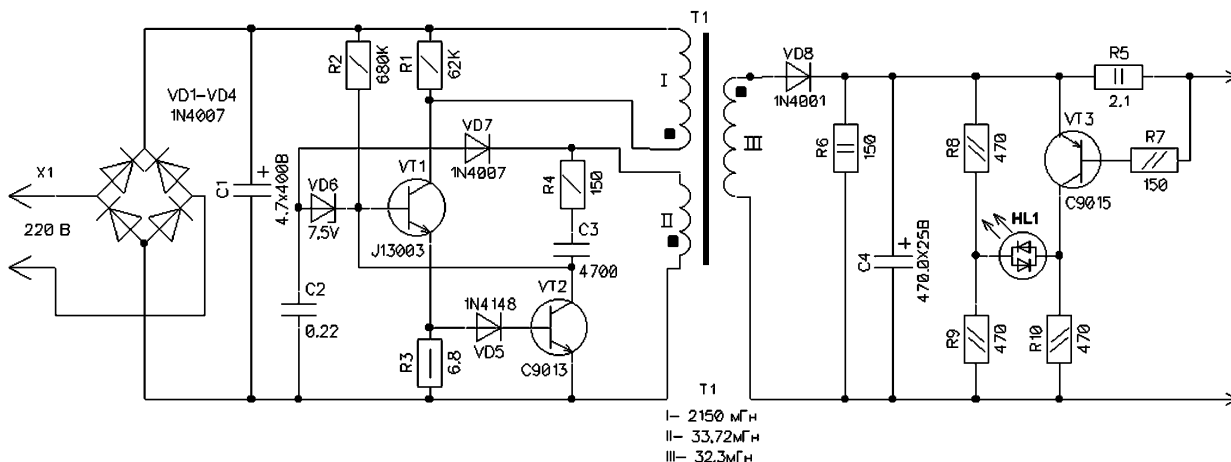 T1
VD1-VD4
1N4007
X1
220 В
C1
4.7x400В
R2
680K
R1
62K
VD7
1N4007
VT1
J13003
VD6
7.5V
R4
150
C3
4700
C2
0.22
1N4148
VD5
R3
6.8
VT2
C9013
I
II
III
T1
I- 2150 мГн
II- 33,72мГн
III- 32.3мГн
VD8
1N4001
R6
150
C4
470.0X25В
R8
470
R5
2.1
VT3
C9015
R7
150
HL1
R9
470
R10
470